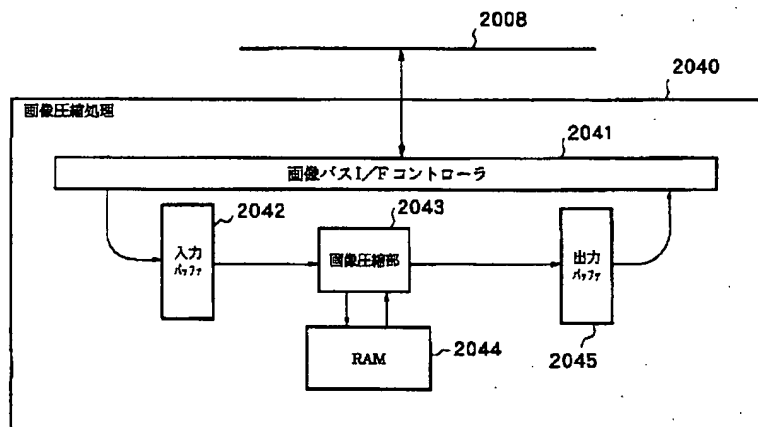 2008
2040
画像圧縮処理
2041
画像バスI/Fコントローラ
2042
2043
入力
バッファ
画像圧縮部
出力
バッファ
RAM
2044
2045